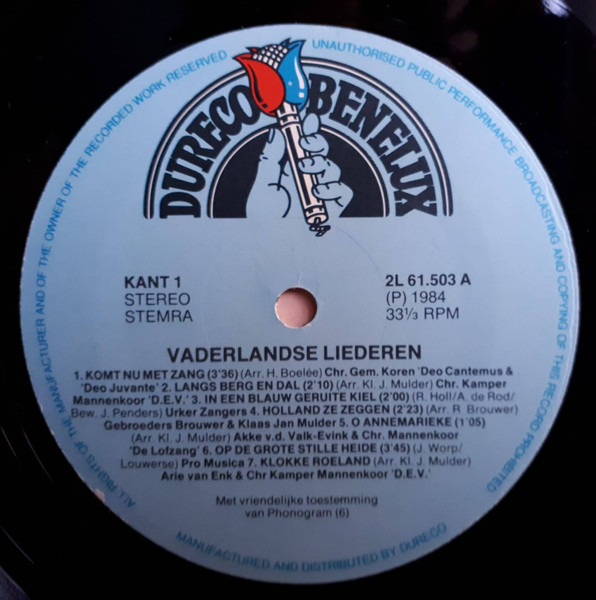 DURECO BENELUX
KANT 1
STEREO
STEMRA
2L 61.503 A
(P) 1984
33⅓ RPM
VADERLANDSE LIEDEREN
1. KOMT NU MET ZANG (3'36) (Arr. H. Boelée) Chr. Gem. Koren 'Deo Cantemus &
'Deo Juvante' 2. LANGS BERG EN DAL (2'10) (Arr. Kl. J. Mulder) Chr. Kamper
Mannenkoor 'D.E.V.' 3. IN EEN BLAUW GERUITE KIEL (2'00) (R. Holl/A. de Rod/
Bew. J. Penders) Urker Zangers 4. HOLLAND ZE ZEGGEN (2'23) (Arr. R. Brouwer)
Gebroeders Brouwer & Klaas Jan Mulder 5. O ANNEMARIEKE (1'05)
(Arr. Kl. J. Mulder) Akke v.d. Valk-Evink & Chr. Mannenkoor
'De Lofzang' 6. OP DE GROTE STILLE HEIDE (3'45) (J. Worp/
Louwerse) Pro Musica 7. KLOKKE ROELAND (Arr. Kl. J. Mulder)
Arie van Enk & Chr Kamper Mannenkoor 'D.E.V.'
Met vriendelijke toestemming
van Phonogram (6)
ALL RIGHTS OF THE MANUFACTURER AND OF THE OWNER OF THE RECORDED WORK RESERVED
UNAUTHORISED PUBLIC PERFORMANCE BROADCASTING AND COPYING OF THIS RECORD PROHIBITED
MANUFACTURED AND DISTRIBUTED BY DURECO